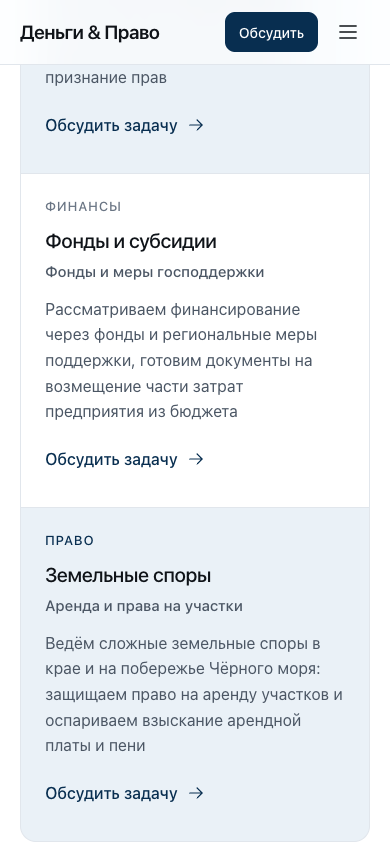 Деньги & Право
Обсудить
признание прав
Обсудить задачу →
ФИНАНСЫ
Фонды и субсидии
Фонды и меры господдержки
Рассматриваем финансирование
через фонды и региональные меры
поддержки, готовим документы на
возмещение части затрат
предприятия из бюджета
Обсудить задачу →
ПРАВО
Земельные споры
Аренда и права на участки
Ведём сложные земельные споры в
крае и на побережье Чёрного моря:
защищаем право на аренду участков и
оспариваем взыскание арендной
платы и пени
Обсудить задачу →